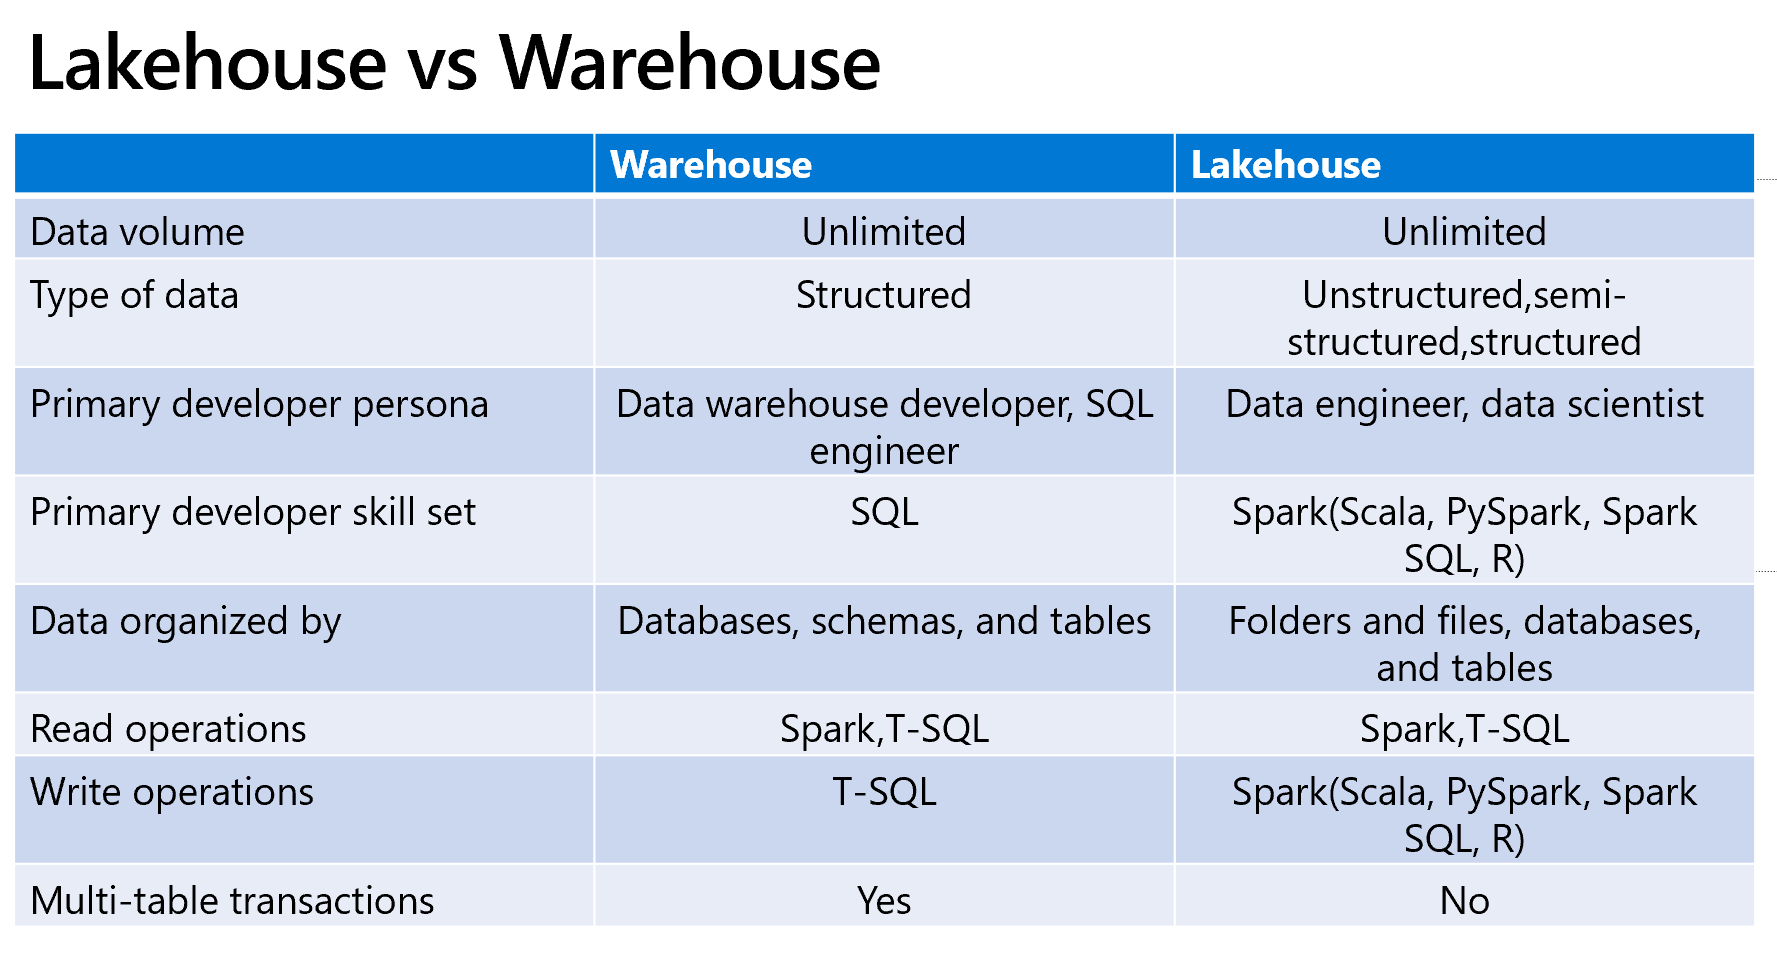 Lakehouse vs Warehouse
Warehouse
Lakehouse
Data volume
Unlimited
Unlimited
Type of data
Structured
Unstructured,semi-
structured,structured
Primary developer persona
Data warehouse developer, SQL
engineer
Data engineer, data scientist
Primary developer skill set
SQL
Spark(Scala, PySpark, Spark
SQL, R)
Data organized by
Databases, schemas, and tables
Folders and files, databases,
and tables
Read operations
Spark,T-SQL
Spark,T-SQL
Write operations
T-SQL
Spark(Scala, PySpark, Spark
SQL, R)
Multi-table transactions
Yes
No